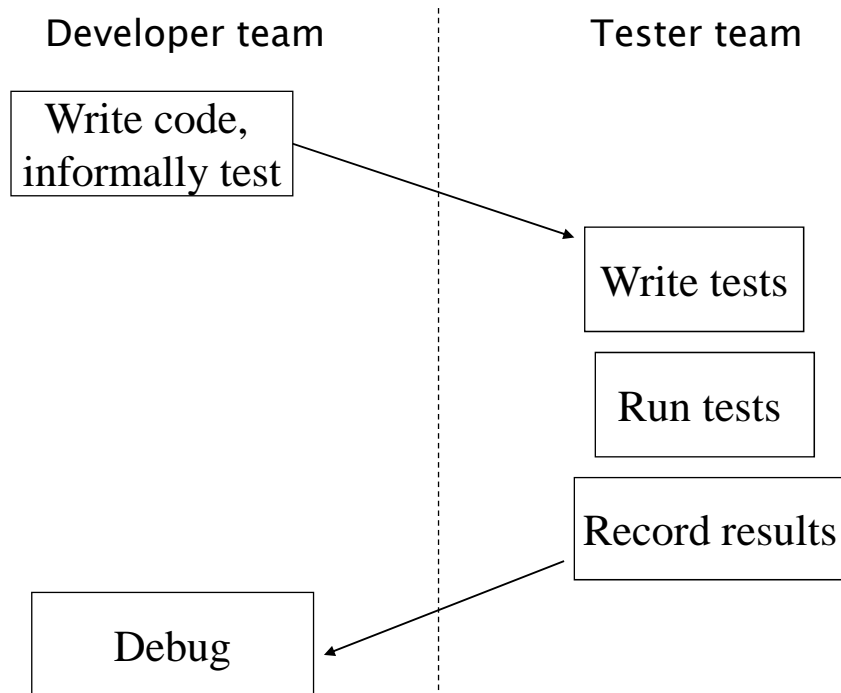 Developer team
Tester team
Write code,
informally test
Write tests
Run tests
Record results
Debug